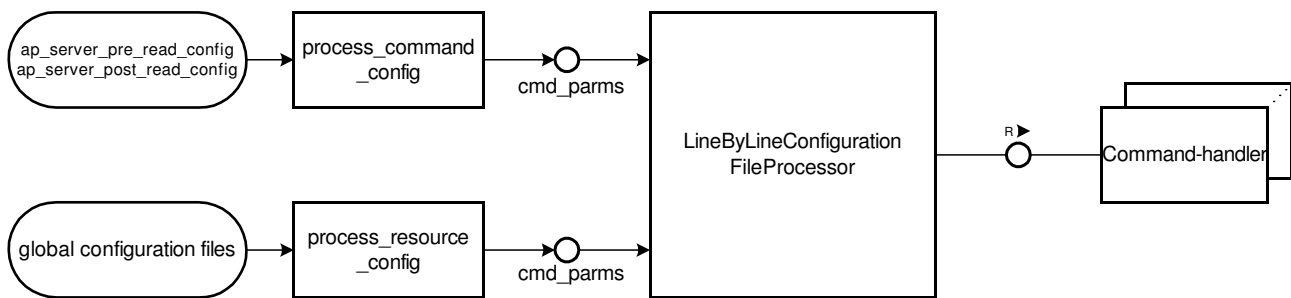 ap_server_pre_read_config
ap_server_post_read_config
process_command
_config
cmd_parms
LineByLineConfiguration
FileProcessor
R
Command-handler
global configuration files
process_resource
_config
cmd_parms